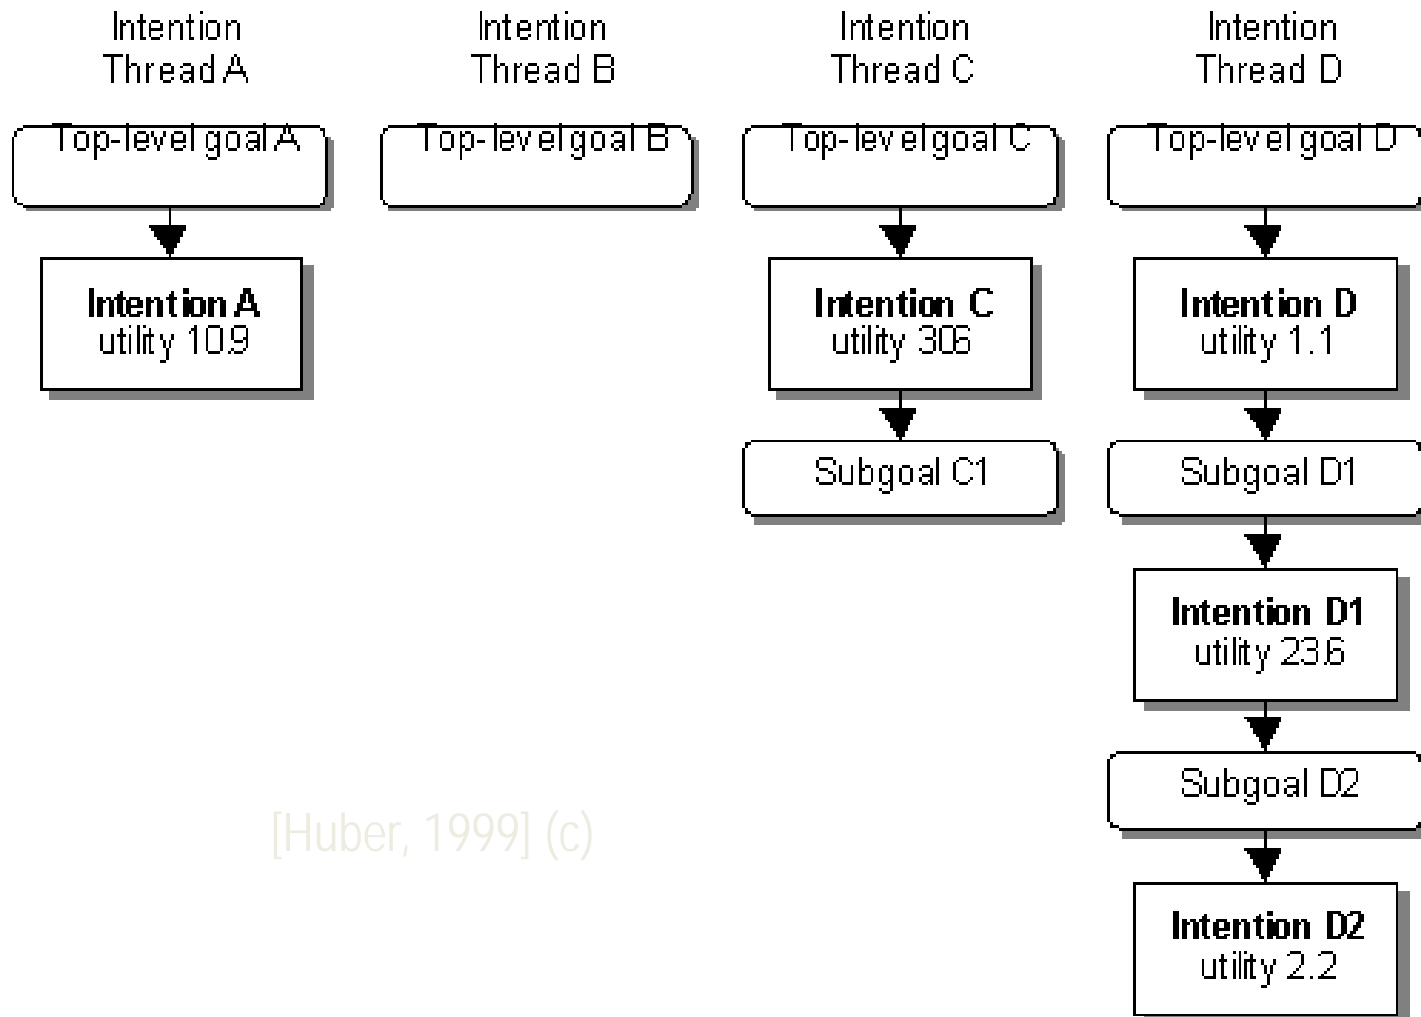 Intention
Thread A
Top-level goal A
Intention A
utility 10.9
Intention
Thread B
Top-level goal B
Intention
Thread C
Top-level goal C
Intention C
utility 30.6
Subgoal C1
Intention
Thread D
Top-level goal D
Intention D
utility 1.1
Subgoal D1
Intention D1
utility 23.6
Subgoal D2
Intention D2
utility 2.2
[Huber, 1999] (c)